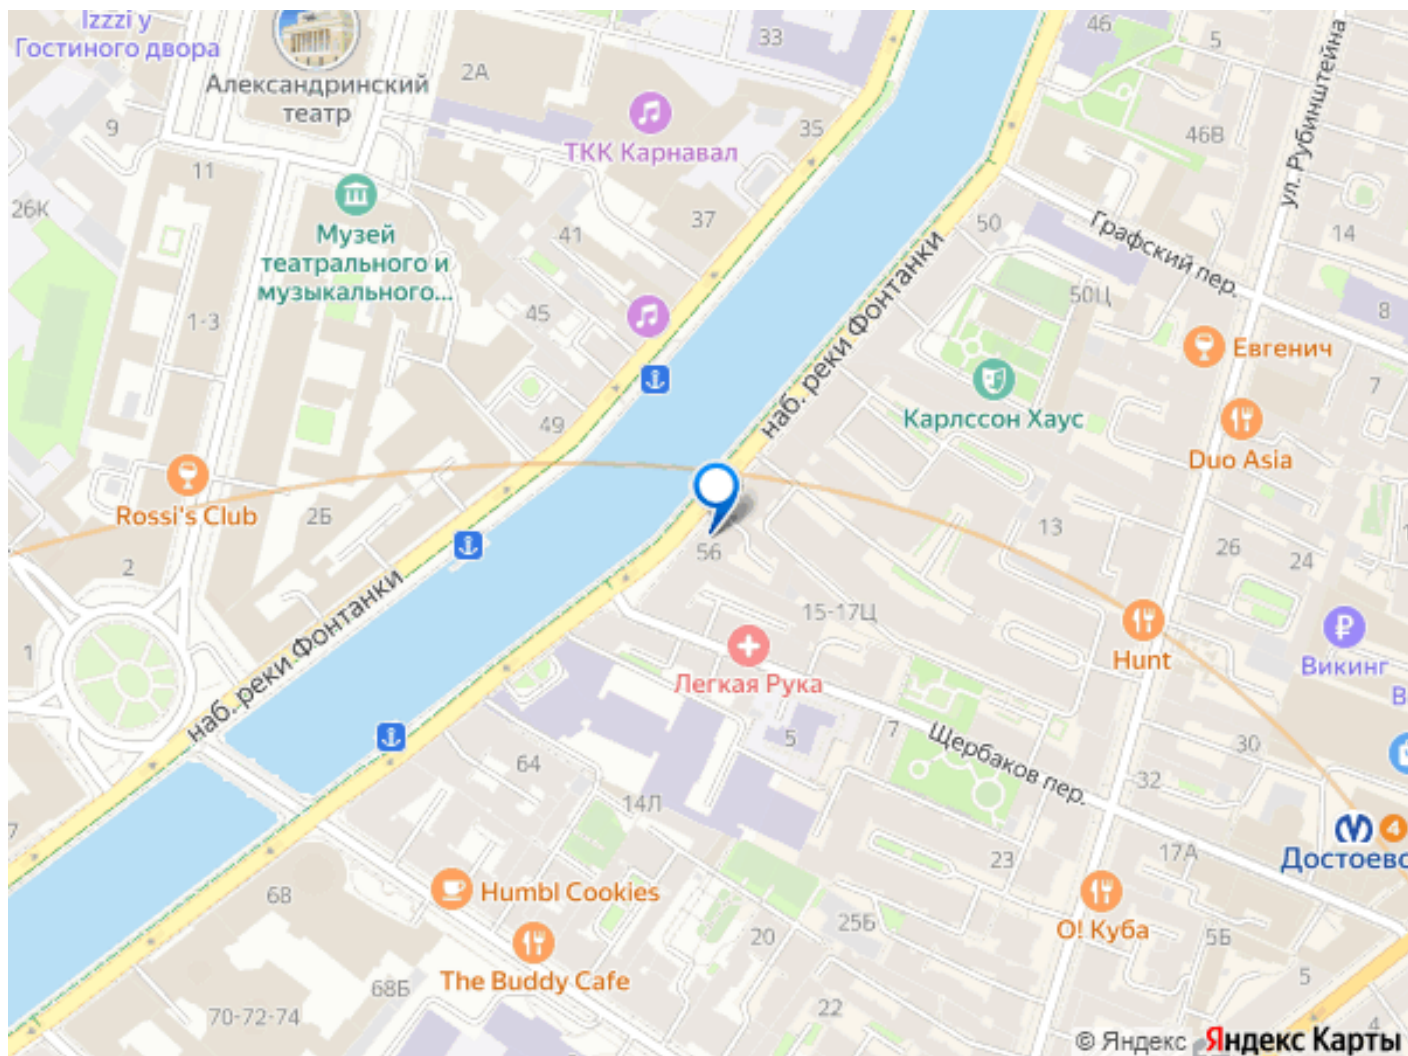 Izzzi у
Гостиного двора
Александринский
театр
2А
33
46
5
ул. Рубинштейна
9
ТКК Карнавал
35
46В
11
26К
Музей
театрального и
музыкального...
41
37
50
Графский пер.
14
50Ц
8
1-3
45
наб. реки Фонтанки
Евгенич
7
49
Карлссон Хаус
Duo Asia
Rossi's Club
2Б
13
2
56
26
24
15-17Ц
1
наб. реки Фонтанки
Легкая Рука
Hunt
Викинг
В
64
5
7
Щербаков пер.
30
32
14Л
7
4
Достоевс
17А
23
68
Humbl Cookies
25Б
О! Куба
20
5Б
The Buddy Cafe
68Б
5
4
70-72-74
22
© Яндекс Яндекс Карты